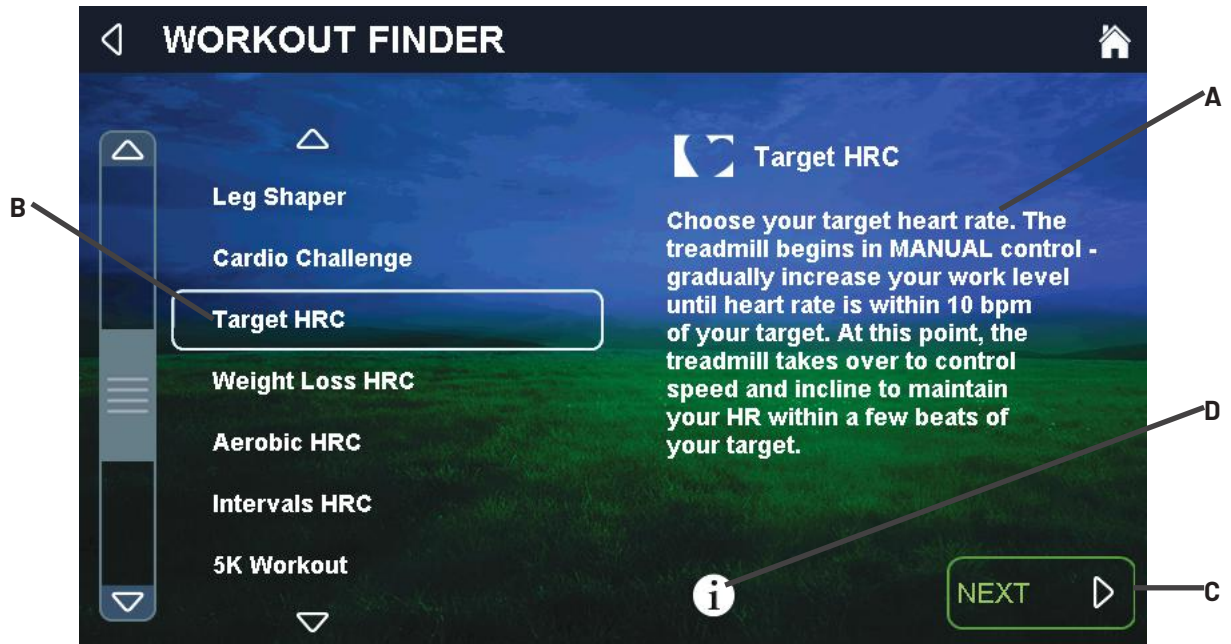 WORKOUT FINDER
A
B
Leg Shaper
Cardio Challenge
Target HRC
Weight Loss HRC
Aerobic HRC
Intervals HRC
5K Workout
Target HRC
Choose your target heart rate. The
treadmill begins in MANUAL control -
gradually increase your work level
until heart rate is within 10 bpm
of your target. At this point, the
treadmill takes over to control
speed and incline to maintain
your HR within a few beats of
your target.
D
i
NEXT
C